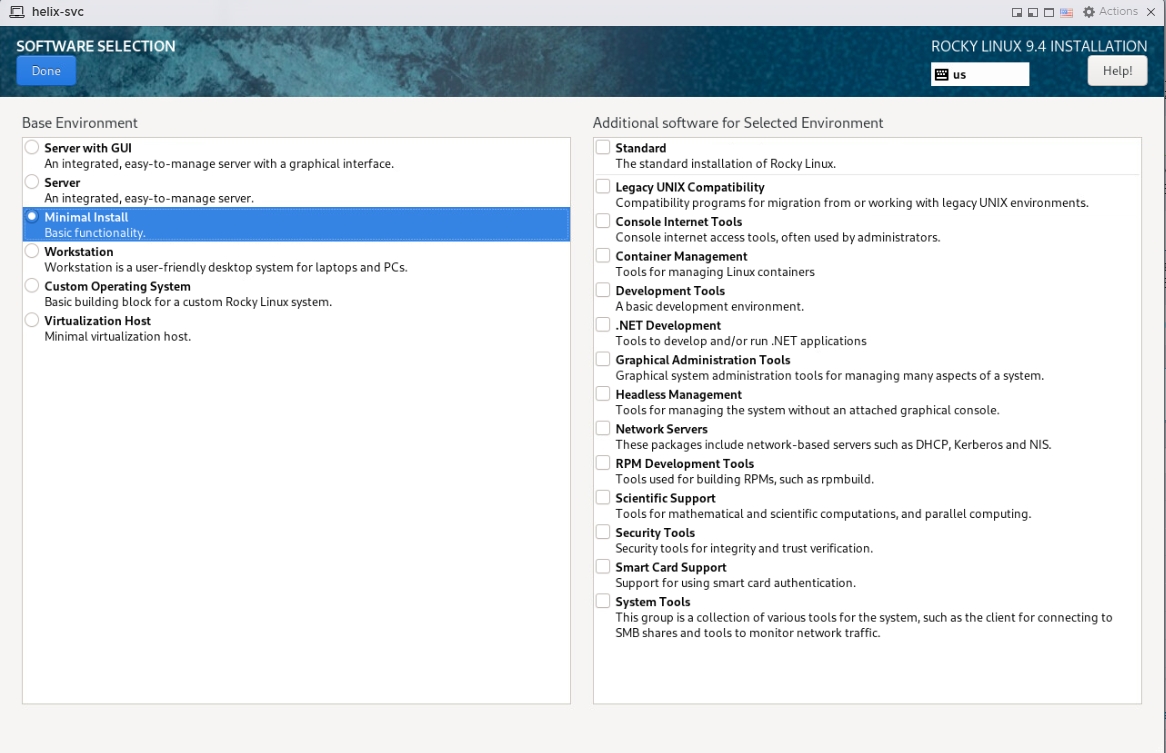 helix-svc
Actions
SOFTWARE SELECTION
Done
ROCKY LINUX 9.4 INSTALLATION
us
Help!
Base Environment
Server with GUI
An integrated, easy-to-manage server with a graphical interface.
Server
An integrated, easy-to-manage server.
Minimal Install
Basic functionality.
Workstation
Workstation is a user-friendly desktop system for laptops and PCs.
Custom Operating System
Basic building block for a custom Rocky Linux system.
Virtualization Host
Minimal virtualization host.
Additional software for Selected Environment
Standard
The standard installation of Rocky Linux.
Legacy UNIX Compatibility
Compatibility programs for migration from or working with legacy UNIX environments.
Console Internet Tools
Console internet access tools, often used by administrators.
Container Management
Tools for managing Linux containers
Development Tools
A basic development environment.
.NET Development
Tools to develop and/or run .NET applications
Graphical Administration Tools
Graphical system administration tools for managing many aspects of a system.
Headless Management
Tools for managing the system without an attached graphical console.
Network Servers
These packages include network-based servers such as DHCP, Kerberos and NIS.
RPM Development Tools
Tools used for building RPMs, such as rpmbuild.
Scientific Support
Tools for mathematical and scientific computations, and parallel computing.
Security Tools
Security tools for integrity and trust verification.
Smart Card Support
Support for using smart card authentication.
System Tools
This group is a collection of various tools for the system, such as the client for connecting to
SMB shares and tools to monitor network traffic.